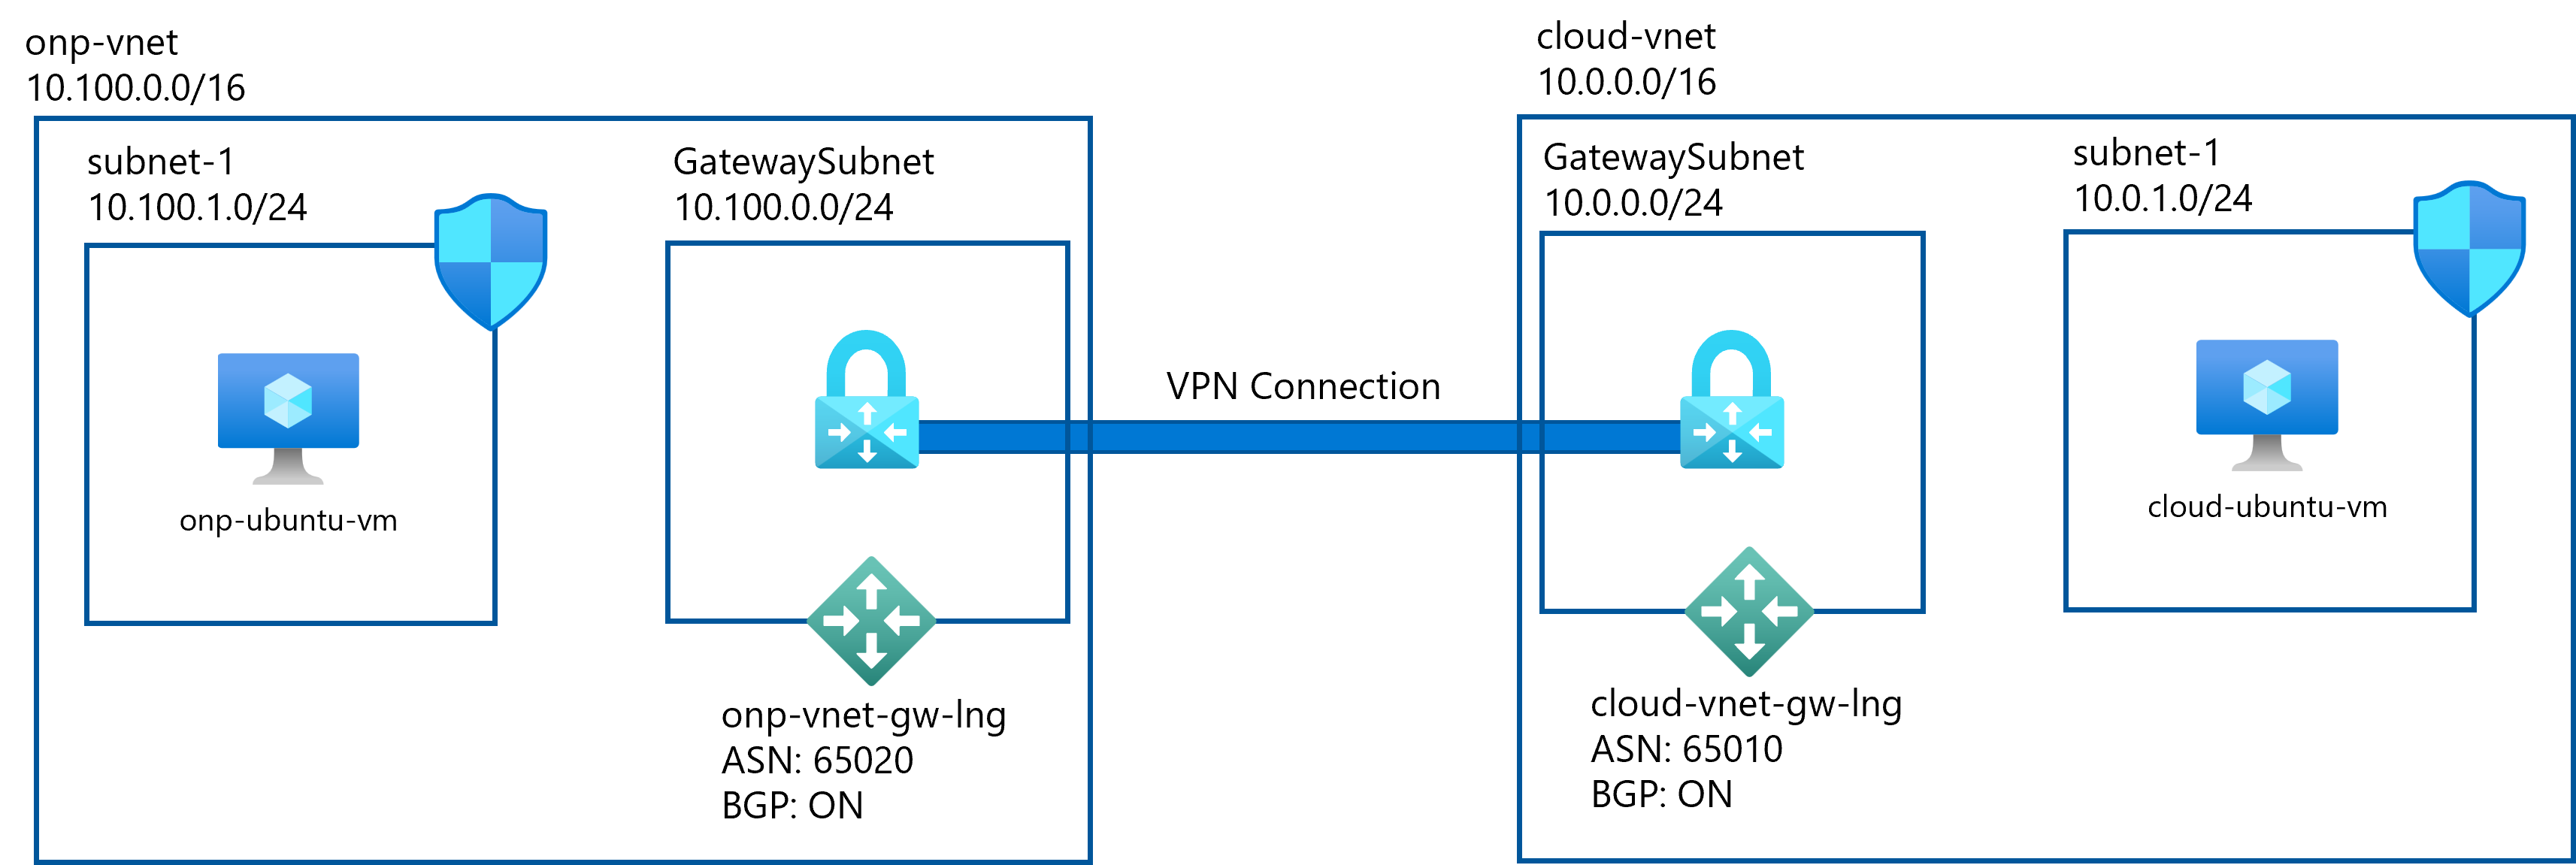 onp-vnet
10.100.0.0/16
subnet-1
10.100.1.0/24
onp-ubuntu-vm
GatewaySubnet
10.100.0.0/24
onp-vnet-gw-lng
ASN: 65020
BGP: ON
VPN Connection
cloud-vnet
10.0.0.0/16
GatewaySubnet
10.0.0.0/24
cloud-vnet-gw-lng
ASN: 65010
BGP: ON
subnet-1
10.0.1.0/24
cloud-ubuntu-vm